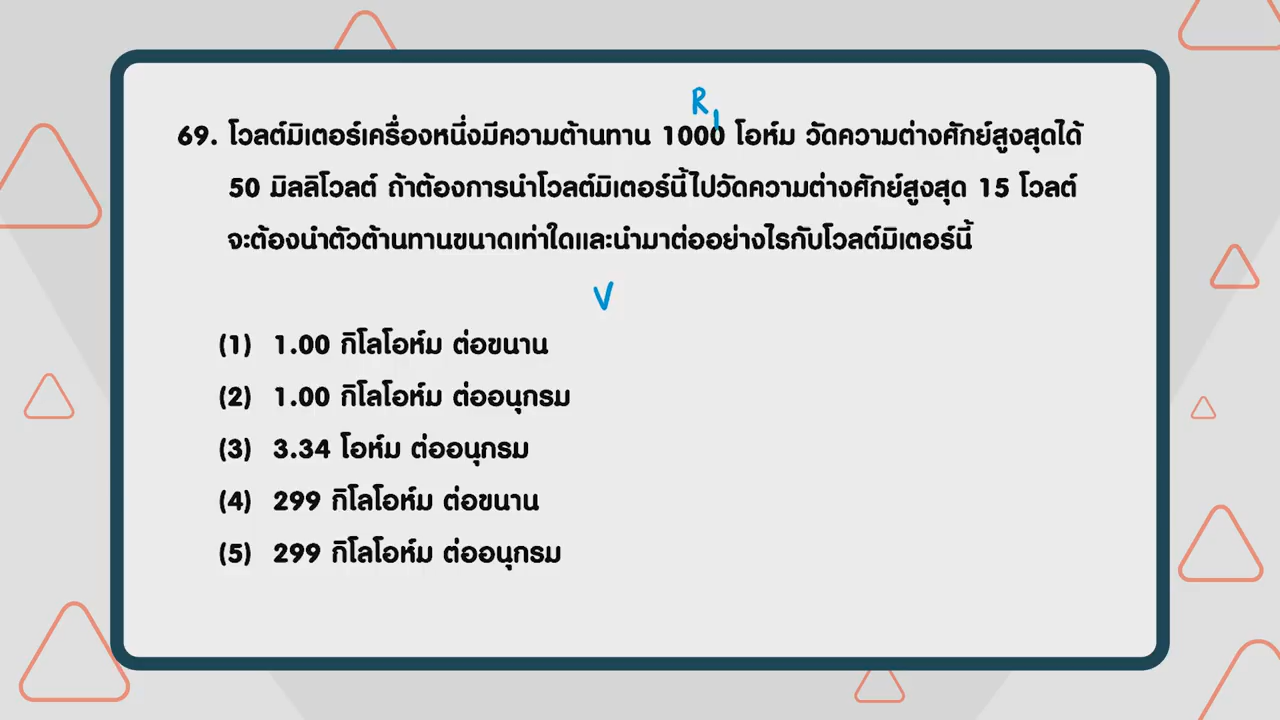 R1
69. โวลต์มิเตอร์เครื่องหนึ่งมีความต้านทาน 1000 โอห์ม วัดความต่างศักย์สูงสุดได้
50 มิลลิโวลต์ ถ้าต้องการนำโวลต์มิเตอร์นี้ไปวัดความต่างศักย์สูงสุด 15 โวลต์
จะต้องนำตัวต้านทานขนาดเท่าใดและนำมาต่ออย่างไรกับโวลต์มิเตอร์นี้
V
(1) 1.00 กิโลโอห์ม ต่อขนาน
(2) 1.00 กิโลโอห์ม ต่ออนุกรม
(3) 3.34 โอห์ม ต่ออนุกรม
(4) 299 กิโลโอห์ม ต่อขนาน
(5) 299 กิโลโอห์ม ต่ออนุกรม